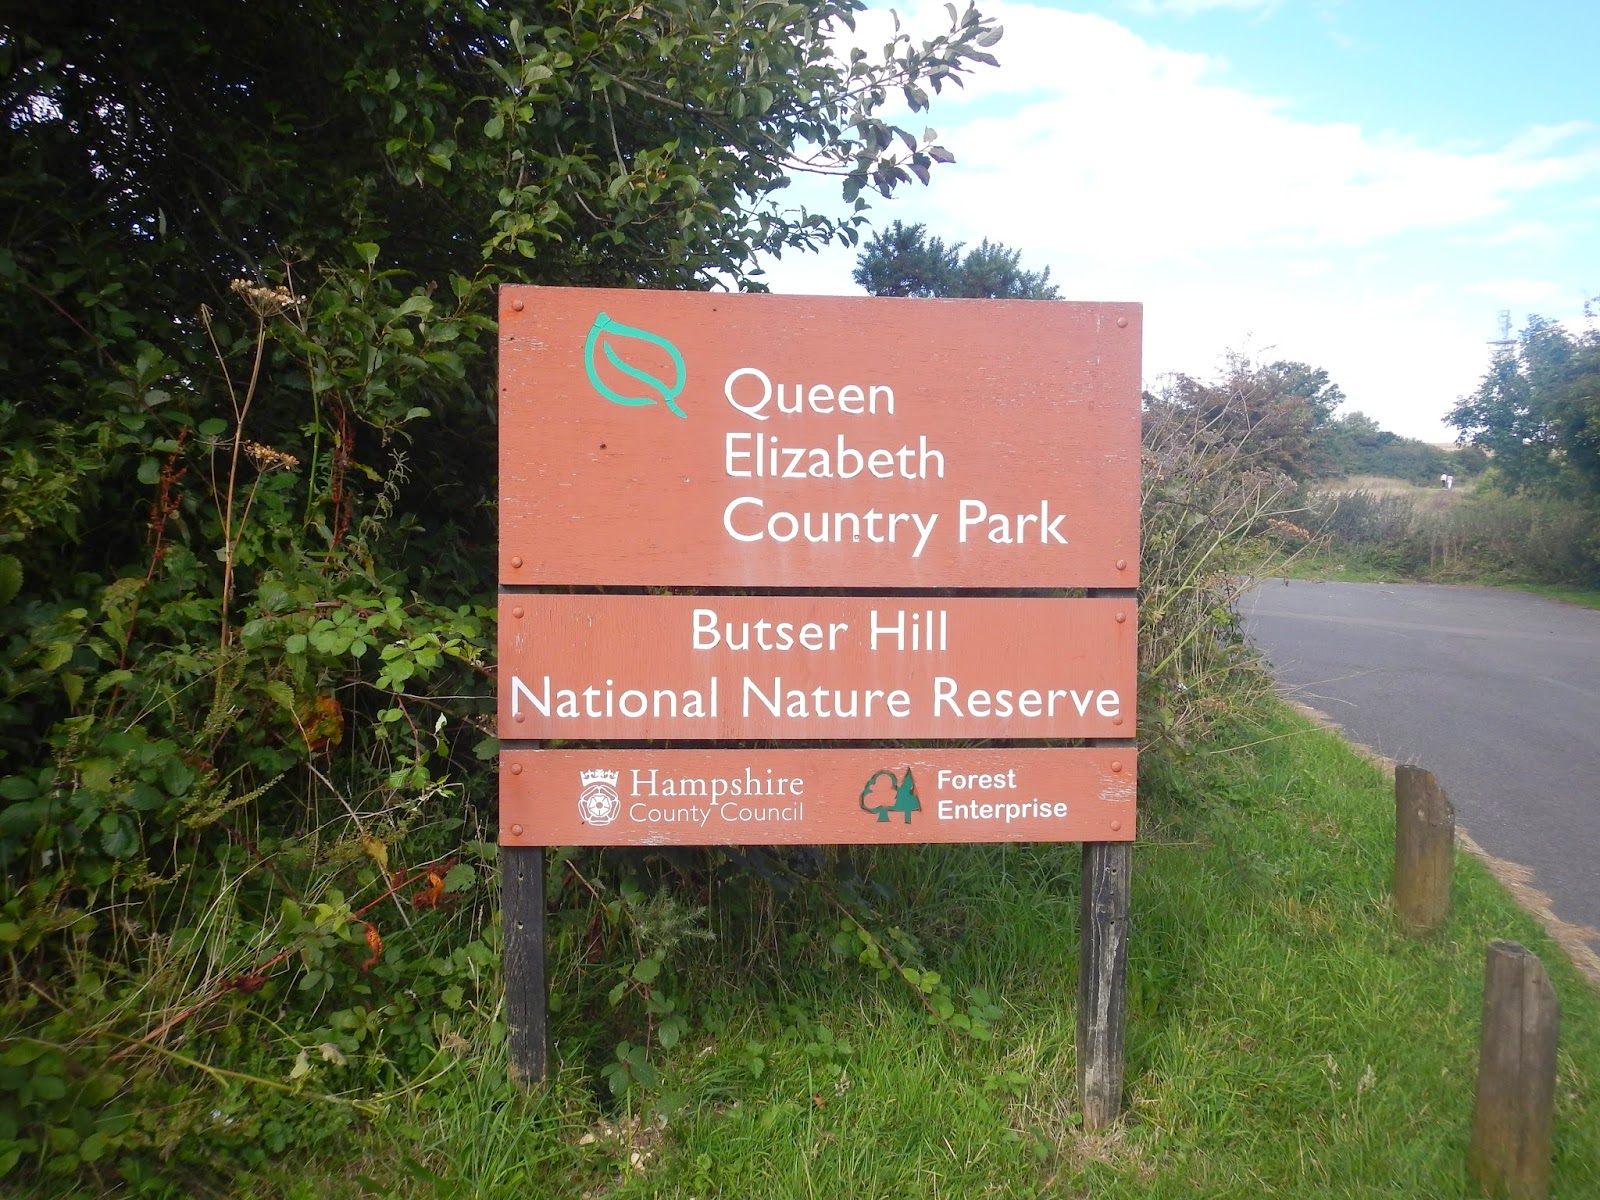 Queen
Elizabeth
Country Park
Butser Hill
National Nature Reserve
Hampshire
County Council
Forest
Enterprise